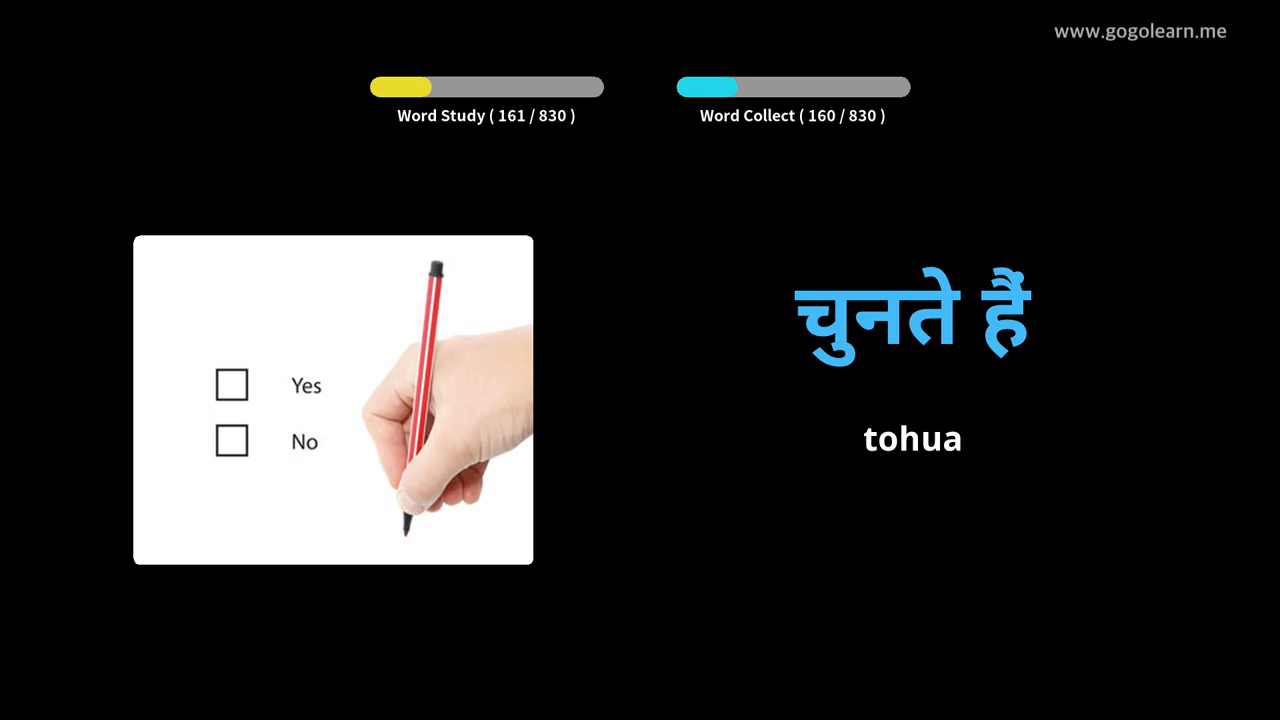 www.gogolearn.me
Word Study ( 161 / 830 )
Word Collect ( 160 / 830 )
Yes
No
चुनते हैं
tohua